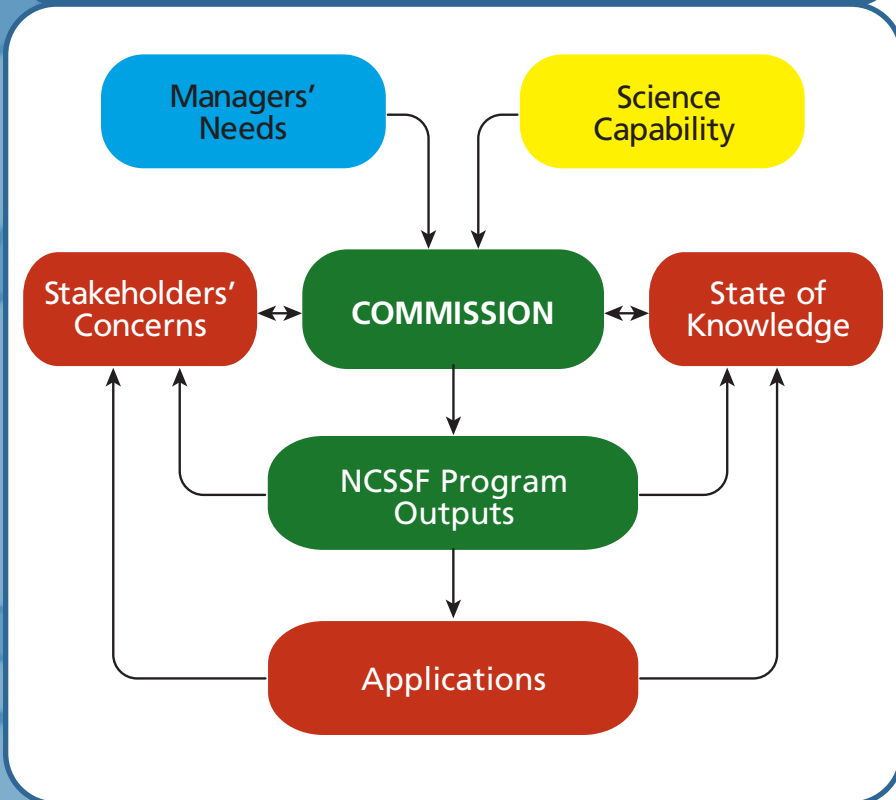 Managers'
Needs
Science
Capability
Stakeholders'
Concerns
COMMISSION
State of
Knowledge
NCSSF Program
Outputs
Applications